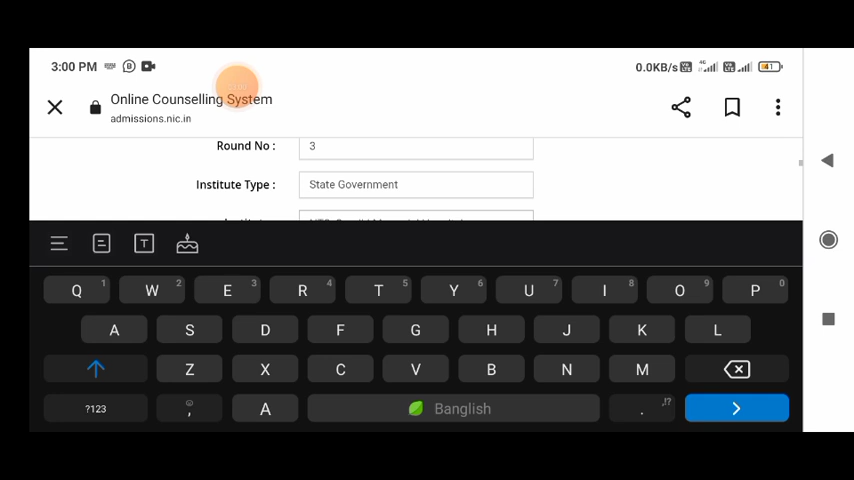 3:00 PM
0.0KB/s
41
Online Counselling System
admissions.nic.in
Round No : 3
Institute Type : State Government
Q 1 W 2 E 3 R 4 T 5 Y 6 U 7 I 8 O 9 P 0
A S D F G H J K L
Z X C V B N M
?123 , A Banglish . ,!?